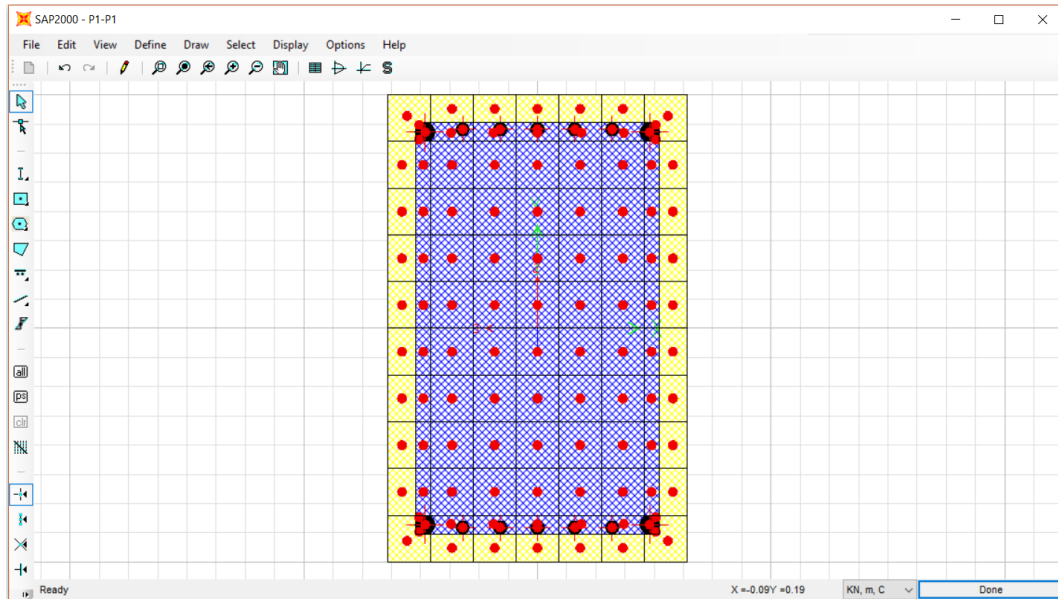 SAP2000 - P1-P1
File Edit View Define Draw Select Display Options Help
S
all
ps
clr
Ready X =-0.09Y =0.19 KN, m, C Done